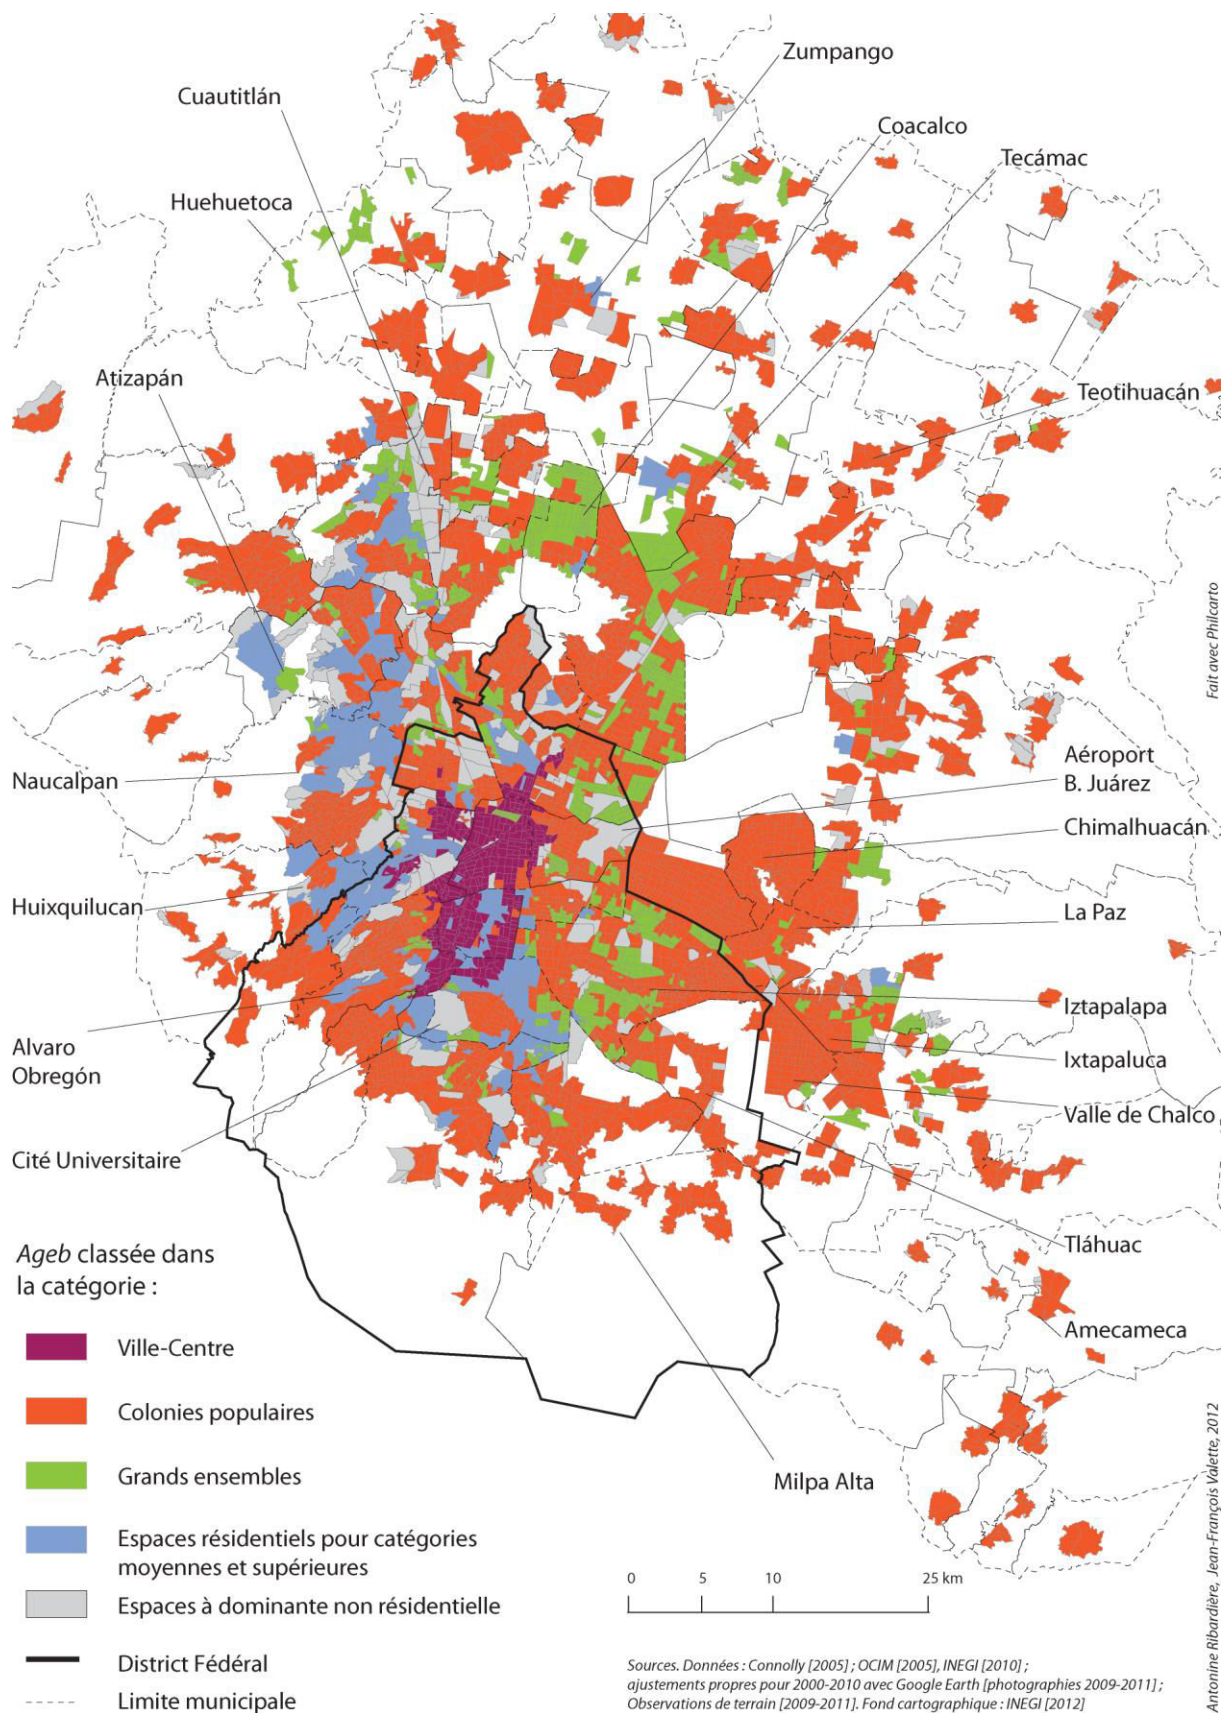 Zumpango
Cuautitlán
Coacalco
Tecámac
Huehuetoca
Atizapán
Teotihuacán
Fait avec Philcarto
Naucalpan
Aéroport
B. Juárez
Chimalhuacán
Huixquilucan
La Paz
Iztapalapa
Alvaro
Obregón
Ixtapaluca
Valle de Chalco
Cité Universitaire
Tláhuac
Amecameca
Milpa Alta
Ageb classée dans
la catégorie :
Ville-Centre
Colonies populaires
Grands ensembles
Espaces résidentiels pour catégories
moyennes et supérieures
Espaces à dominante non résidentielle
District Fédéral
Limite municipale
0 5 10 25 km
Sources. Données : Connolly [2005] ; OCIM [2005], INEGI [2010] ;
ajustements propres pour 2000-2010 avec Google Earth [photographies 2009-2011] ;
Observations de terrain [2009-2011]. Fond cartographique : INEGI [2012]
Antonine Ribardière, Jean-François Valette, 2012